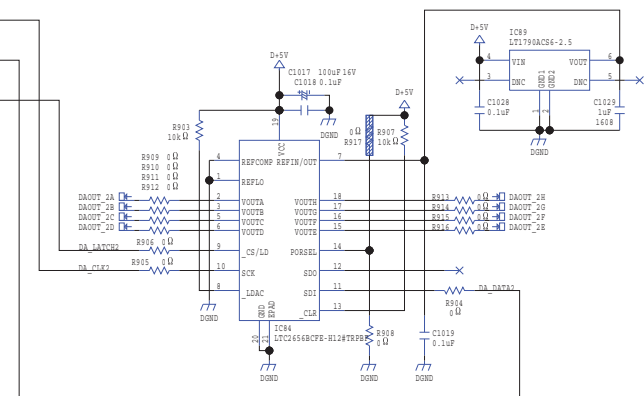 D+5V
IC89
LT1790ACS6-2.5
4 VIN VOUT 6
3 DNC DNC 5
GND1 GND2
1 2
C1028
0.1uF
C1029
1uF
1608
DGND
D+5V
C1017 100uF 16V
C1018 0.1uF
DGND
D+5V
R903
10kΩ
0Ω
R917
R907
10kΩ
19
VCC
4 REFCOMP REFIN/OUT 7
1 REFLO
R909 0Ω
R910 0Ω
R911 0Ω
R912 0Ω
DAOUT_2A 2 VOUTA VOUTH 18 R913 0Ω DAOUT_2H
DAOUT_2B 3 VOUTB VOUTG 17 R914 0Ω DAOUT_2G
DAOUT_2C 5 VOUTC VOUTF 16 R915 0Ω DAOUT_2F
DAOUT_2D 6 VOUTD VOUTE 15 R916 0Ω DAOUT_2E
DA_LATCH2 R906 0Ω 9 _CS/LD PORSEL 14
DA_CLK2 R905 0Ω 10 SCK SDO 12
8 _LDAC SDI 11 DA_DATA2
R904
0Ω
_CLR 13
DGND
GND EPAD
20 21
IC84
LTC2656BCFE-H12#TRPBF
R908
0Ω
C1019
0.1uF
DGND
DGND
DGND